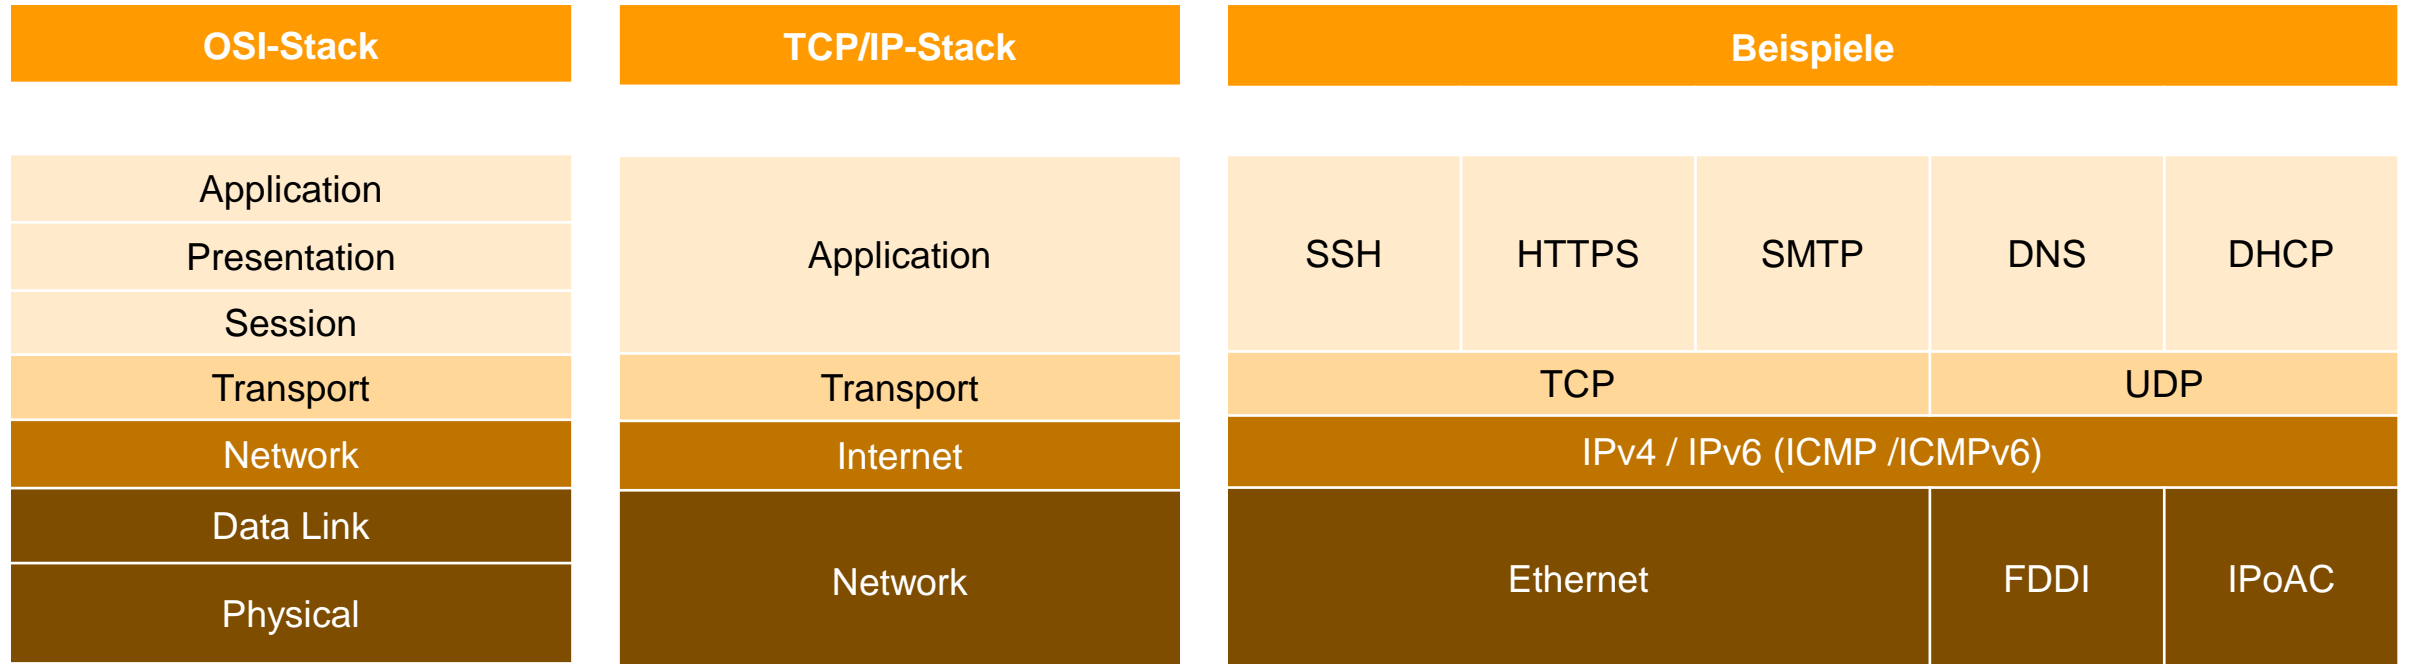 OSI-Stack
TCP/IP-Stack
Beispiele
Application
Presentation
Session
Transport
Network
Data Link
Physical
Application
Transport
Internet
Network
SSH
HTTPS
SMTP
DNS
DHCP
TCP
UDP
IPv4 / IPv6 (ICMP /ICMPv6)
Ethernet
FDDI
IPoAC